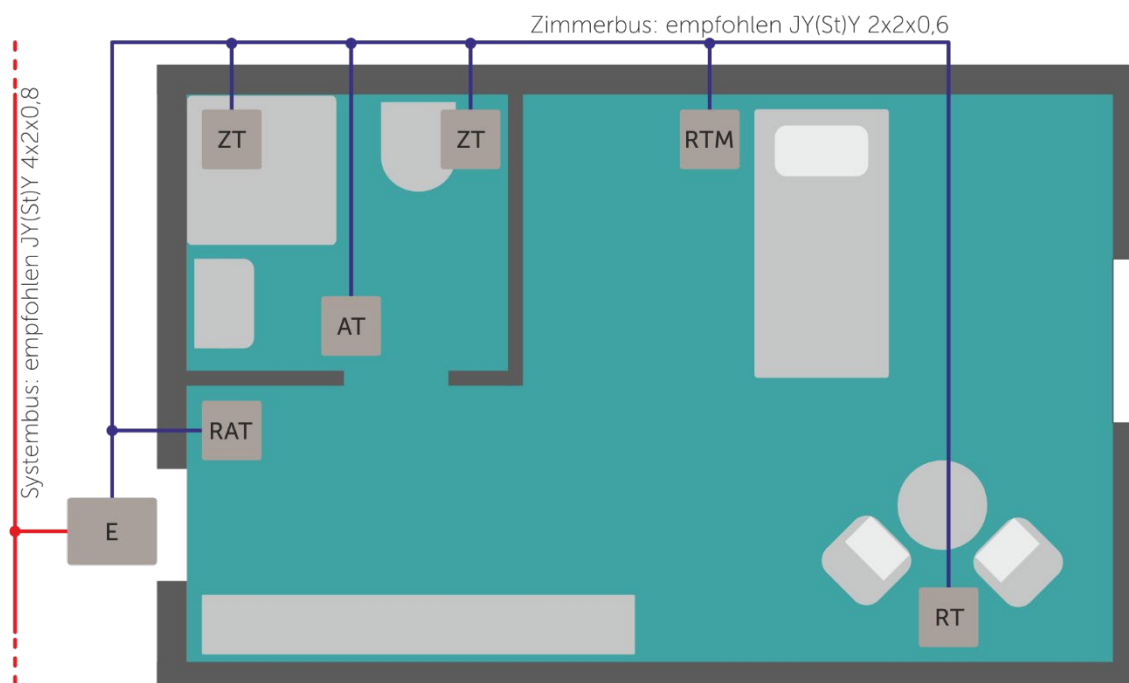 Zimmerbus: empfohlen JY(St)Y 2x2x0,6
Systembus: empfohlen JY(St)Y 4x2x0,8
ZT
ZT
RTM
AT
RAT
E
RT